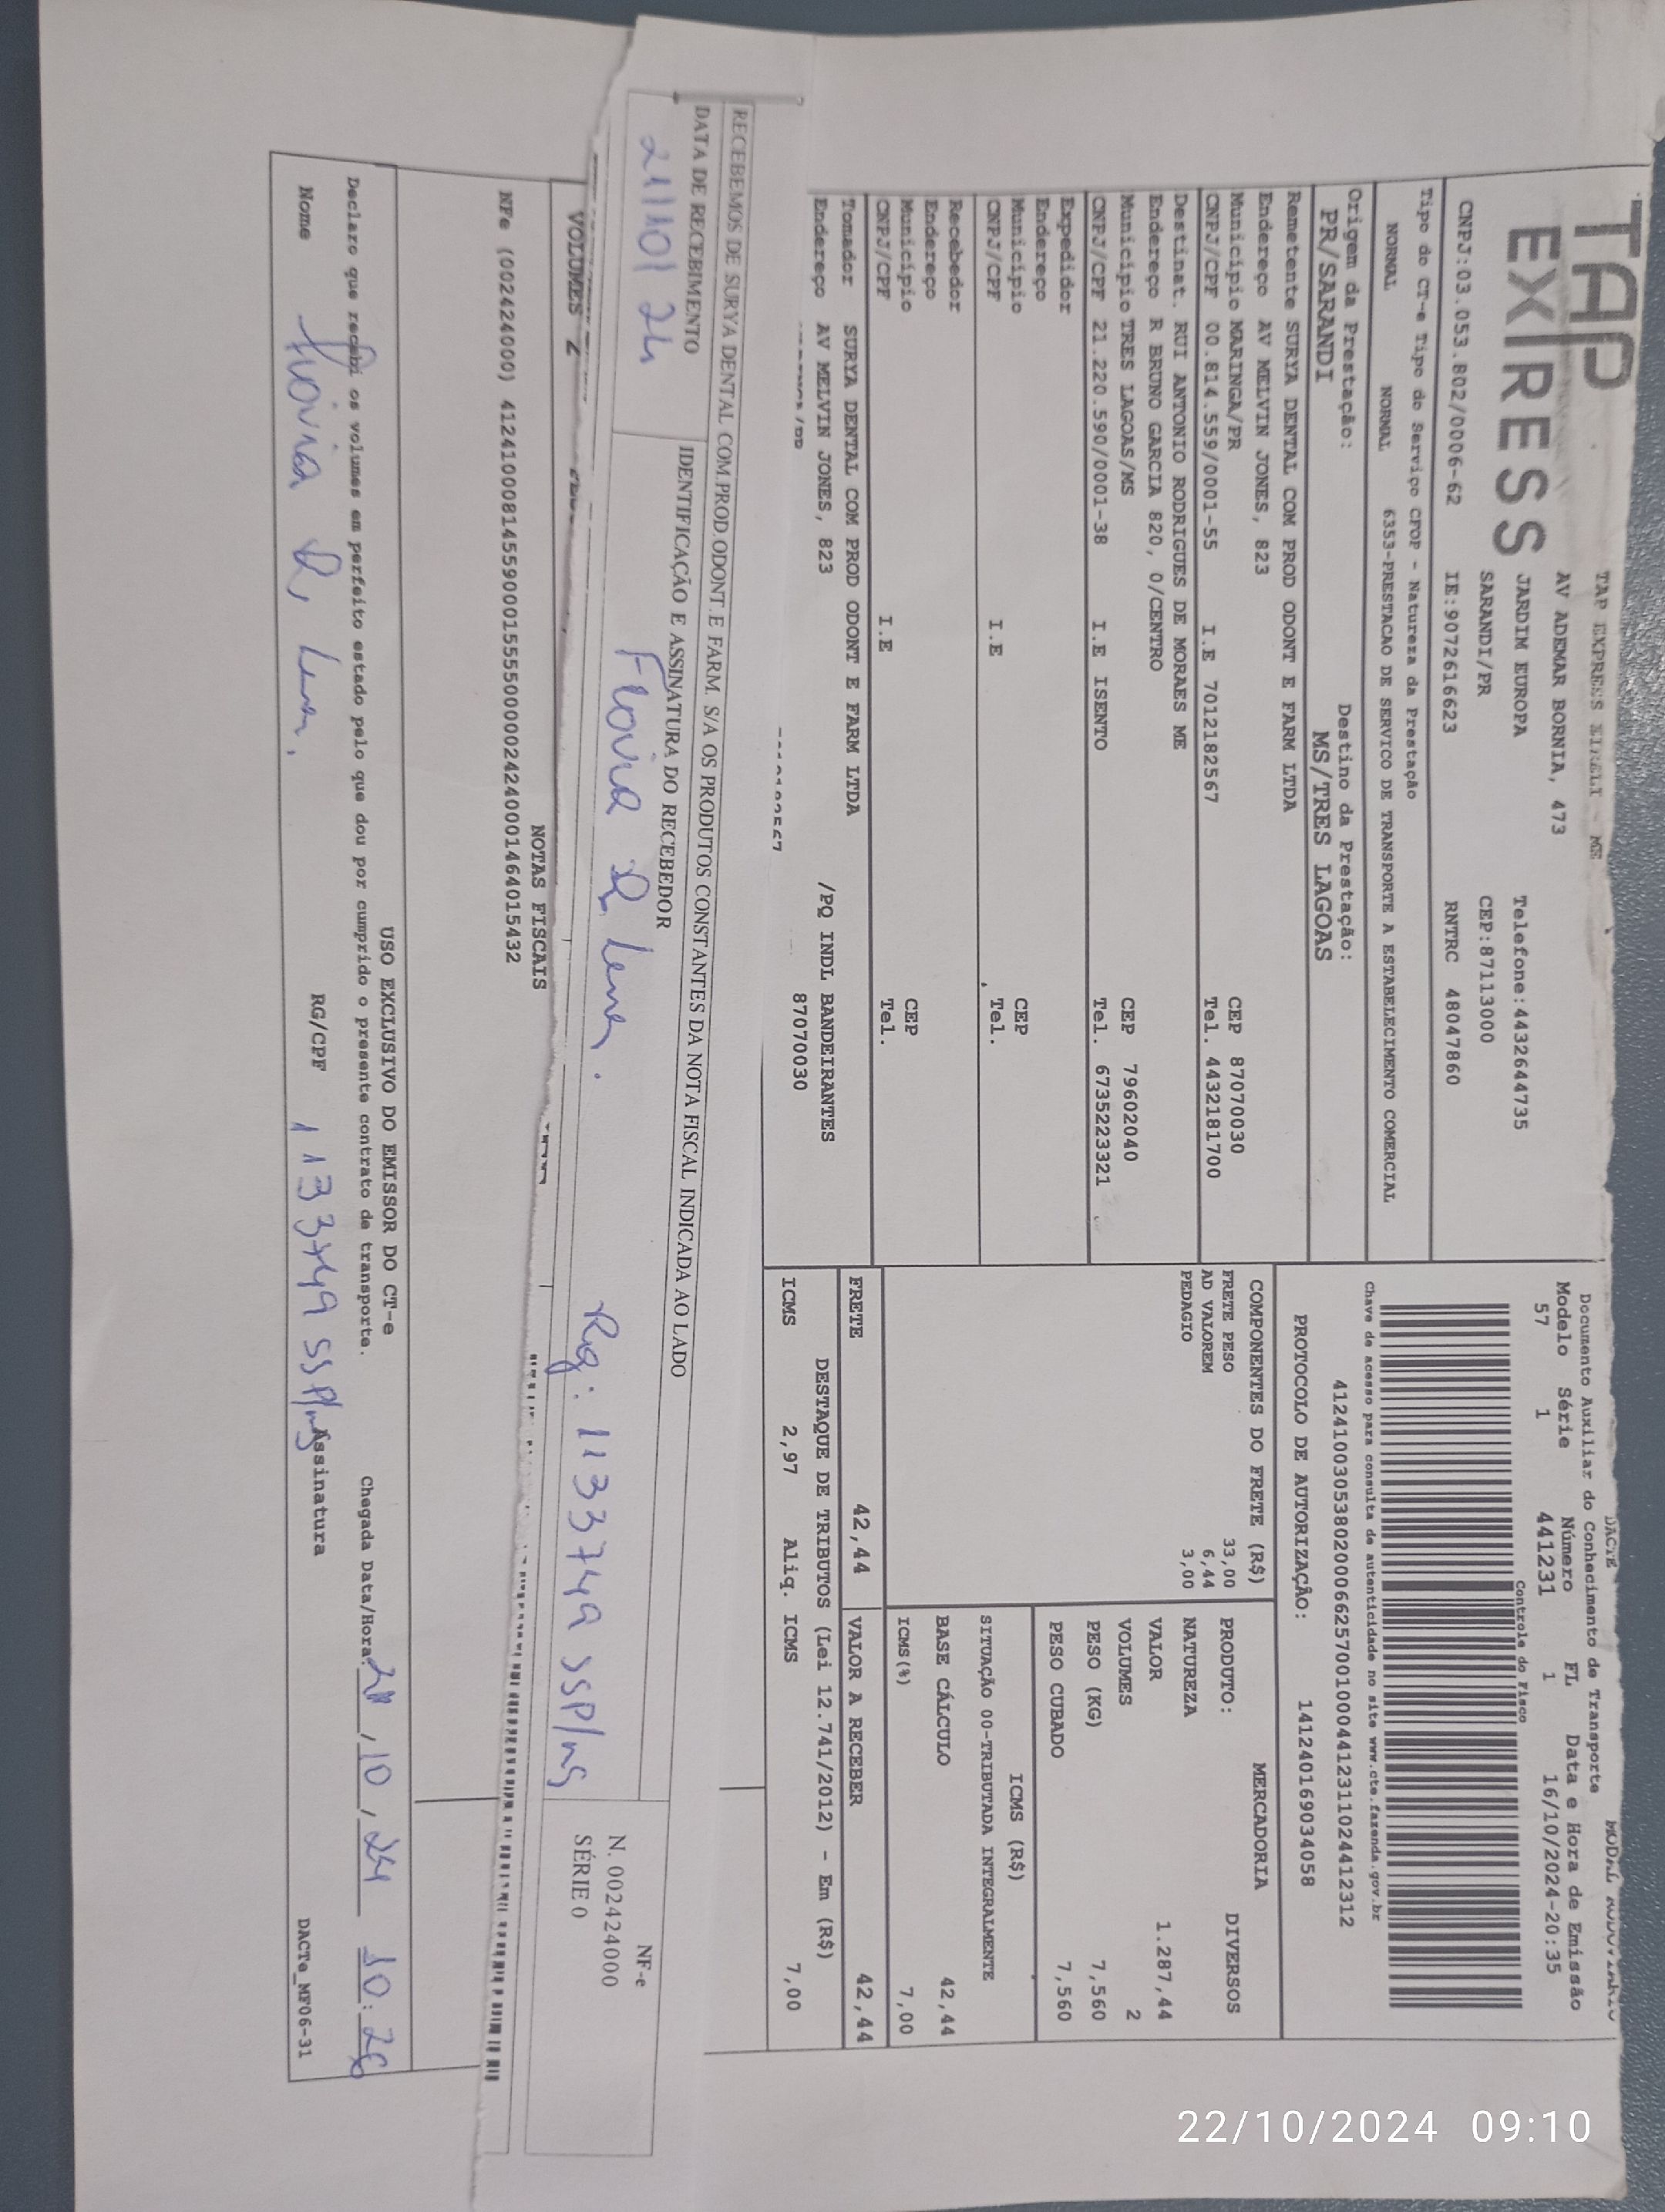 TAP
EXPRESS
TAP EXPRESS EIRELI - ME
AV ADEMAR BORNIA, 473
JARDIM EUROPA Telefone:4432644735
SARANDI/PR CEP:87113000
CNPJ:03.053.802/0006-62 IE:9072616623 RNTRC 48047860
Tipo do CT-e Tipo do Serviço CFOP - Natureza da Prestação
NORMAL NORMAL 6353-PRESTACAO DE SERVICO DE TRANSPORTE A ESTABELECIMENTO COMERCIAL
Origem da Prestação: Destino da Prestação:
PR/SARANDI MS/TRES LAGOAS
DACTE MODAL RODOVIARIO
Documento Auxiliar do Conhecimento de Transporte
Modelo Série Número FL Data e Hora de Emissão
57 1 441231 1 16/10/2024-20:35
Controle do Fisco
Chave de acesso para consulta de autenticidade no site www.cte.fazenda.gov.br
41241003053802000662570010004412311024412312
PROTOCOLO DE AUTORIZAÇÃO: 141240169034058
Remetente SURYA DENTAL COM PROD ODONT E FARM LTDA
Endereço AV MELVIN JONES, 823
Município MARINGA/PR CEP 87070030
CNPJ/CPF 00.814.559/0001-55 I.E 7012182567 Tel. 4432181700
Destinat. RUI ANTONIO RODRIGUES DE MORAES ME
Endereço R BRUNO GARCIA 820, 0/CENTRO
Município TRES LAGOAS/MS CEP 79602040
CNPJ/CPF 21.220.590/0001-38 I.E ISENTO Tel. 6735223321
Expedidor
Endereço
Município CEP
CNPJ/CPF I.E Tel.
Recebedor
Endereço
Município CEP
CNPJ/CPF I.E Tel.
Tomador SURYA DENTAL COM PROD ODONT E FARM LTDA
Endereço AV MELVIN JONES, 823 /PQ INDL BANDEIRANTES
87070030
COMPONENTES DO FRETE (R$)
FRETE PESO 33,00
AD VALOREM 6,44
PEDAGIO 3,00
MERCADORIA
PRODUTO: DIVERSOS
NATUREZA
VALOR 1.287,44
VOLUMES 2
PESO (KG) 7,560
PESO CUBADO 7,560
ICMS (R$)
SITUAÇÃO 00-TRIBUTADA INTEGRALMENTE
BASE CÁLCULO 42,44
ICMS(%) 7,00
FRETE 42,44 VALOR A RECEBER 42,44
DESTAQUE DE TRIBUTOS (Lei 12.741/2012) - Em (R$)
ICMS 2,97 Aliq. ICMS 7,00
RECEBEMOS DE SURYA DENTAL COM.PROD.ODONT.E FARM. S/A OS PRODUTOS CONSTANTES DA NOTA FISCAL INDICADA AO LADO
DATA DE RECEBIMENTO IDENTIFICAÇÃO E ASSINATURA DO RECEBEDOR
Rg: 1133749 SSP/MS
NF-e
N. 002424000
SÉRIE 0
VOLUMES 2
NOTAS FISCAIS
NFe (002424000) 41241000814559000155550000024240001464015432
USO EXCLUSIVO DO EMISSOR DO CT-e
Declaro que recebi os volumes em perfeito estado pelo que dou por cumprido o presente contrato de transporte. Chegada Data/Hora: 21/10/24 10:26
Nome RG/CPF 1133749 SSP/MS Assinatura
DACTe_MF06-31
22/10/2024 09:10